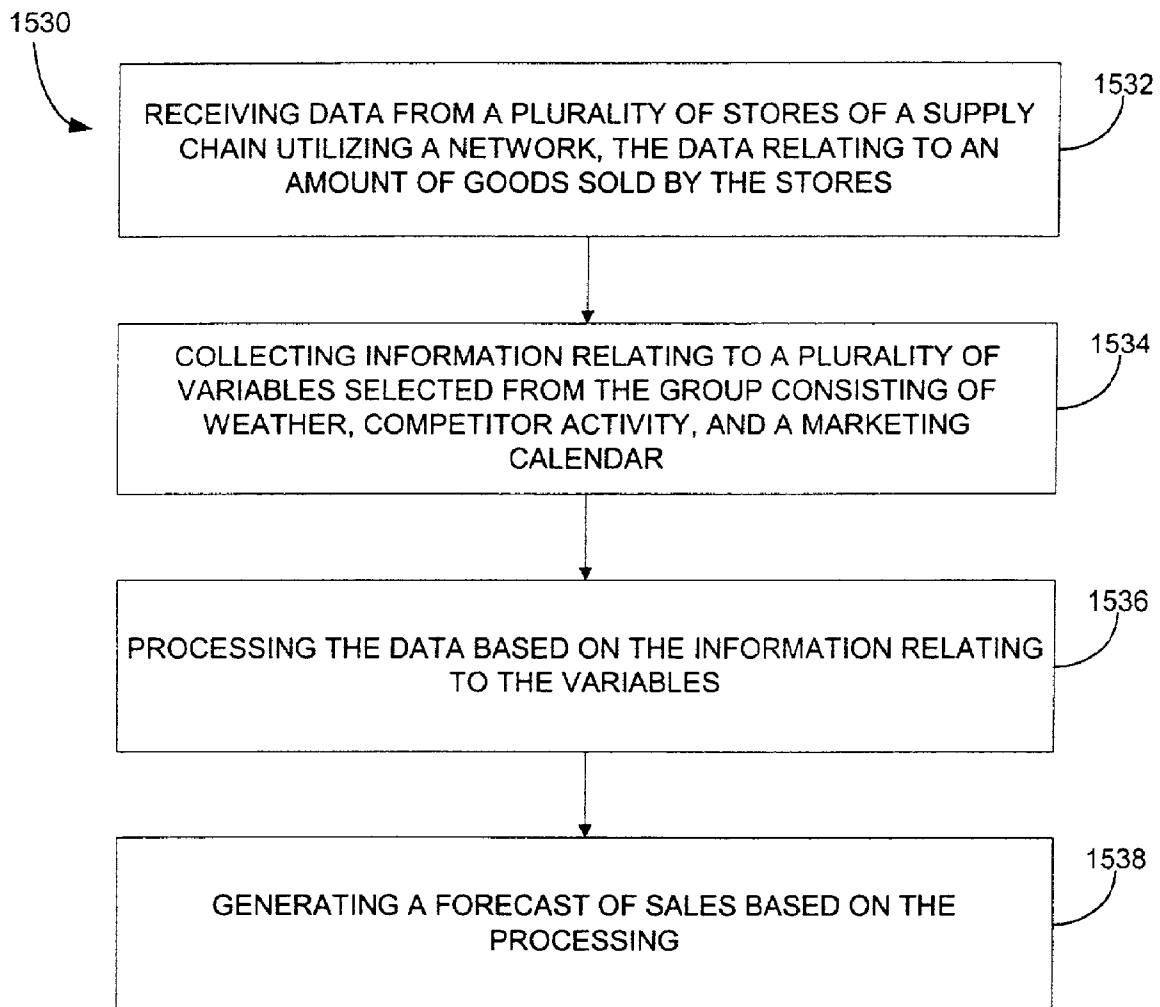 1530
RECEIVING DATA FROM A PLURALITY OF STORES OF A SUPPLY
CHAIN UTILIZING A NETWORK, THE DATA RELATING TO AN
AMOUNT OF GOODS SOLD BY THE STORES
1532
COLLECTING INFORMATION RELATING TO A PLURALITY OF
VARIABLES SELECTED FROM THE GROUP CONSISTING OF
WEATHER, COMPETITOR ACTIVITY, AND A MARKETING
CALENDAR
1534
PROCESSING THE DATA BASED ON THE INFORMATION RELATING
TO THE VARIABLES
1536
GENERATING A FORECAST OF SALES BASED ON THE
PROCESSING
1538